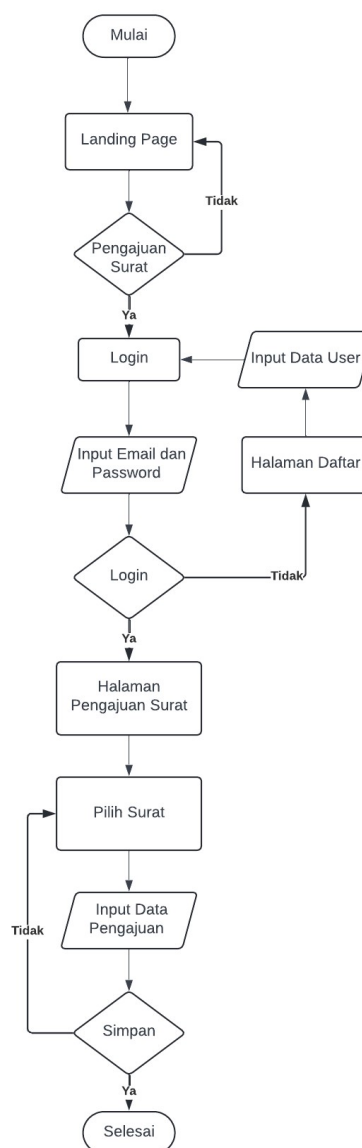 Mulai
Landing Page
Tidak
Pengajuan
Surat
Ya
Login
Input Data User
Input Email dan
Password
Halaman Daftar
Login
Tidak
Ya
Halaman
Pengajuan Surat
Pilih Surat
Input Data
Pengajuan
Tidak
Simpan
Ya
Selesai